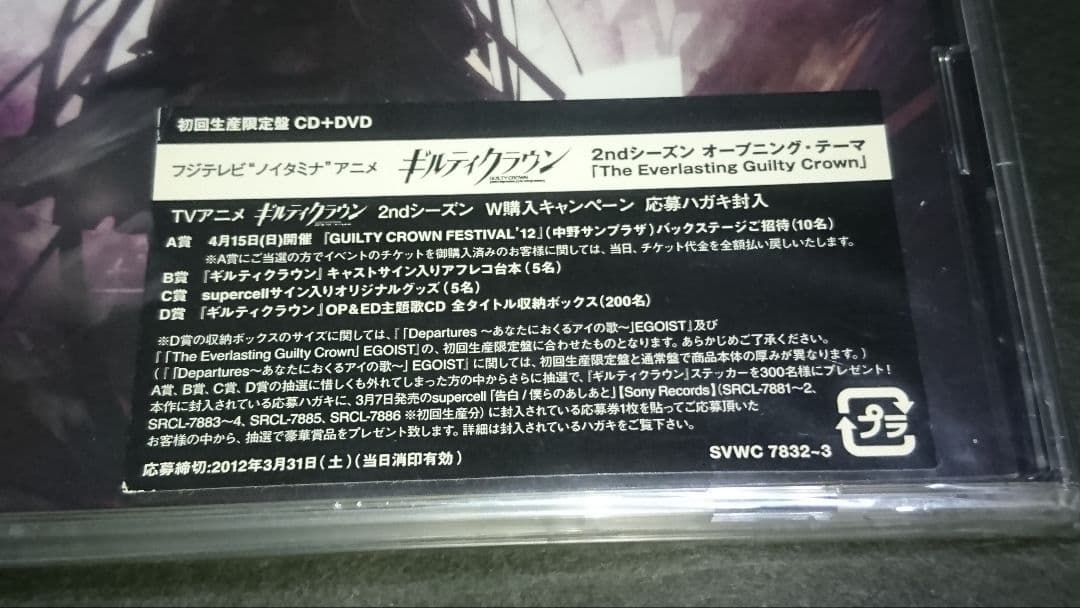 初回生産限定盤 CD+DVD
フジテレビ"ノイタミナ"アニメ ギルティクラウン GUILTY CROWN 2ndシーズン オープニング・テーマ
「The Everlasting Guilty Crown」
TVアニメ ギルティクラウン 2ndシーズン W購入キャンペーン 応募ハガキ封入
A賞 4月15日(日)開催 『GUILTY CROWN FESTIVAL'12』(中野サンプラザ)バックステージご招待(10名)
※A賞にご当選の方でイベントのチケットを御購入済みのお客様に関しては、当日、チケット代金を全額払い戻しいたします。
B賞 『ギルティクラウン』キャストサイン入りアフレコ台本(5名)
C賞 supercellサイン入りオリジナルグッズ(5名)
D賞 『ギルティクラウン』OP&ED主題歌CD 全タイトル収納ボックス(200名)
※D賞の収納ボックスのサイズに関しては、『「Departures 〜あなたにおくるアイの歌〜」EGOIST』及び
『「The Everlasting Guilty Crown」EGOIST』の、初回生産限定盤に合わせたものとなります。あらかじめご了承ください。
(『「Departures〜あなたにおくるアイの歌〜」EGOIST』に関しては、初回生産限定盤と通常盤で商品本体の厚みが異なります。)
A賞、B賞、C賞、D賞の抽選に惜しくも外れてしまった方の中からさらに抽選で、『ギルティクラウン』ステッカーを300名様にプレゼント!
本作に封入されている応募ハガキに、3月7日発売のsupercell「告白/僕らのあしあと」【Sony Records】(SRCL-7881〜2、
SRCL-7883〜4、SRCL-7885、SRCL-7886 ※初回生産分)に封入されている応募券1枚を貼ってご応募頂いた
お客様の中から、抽選で豪華賞品をプレゼント致します。詳細は封入されているハガキをご覧下さい。
応募締切:2012年3月31日(土)(当日消印有効)
プラ
SVWC 7832~3